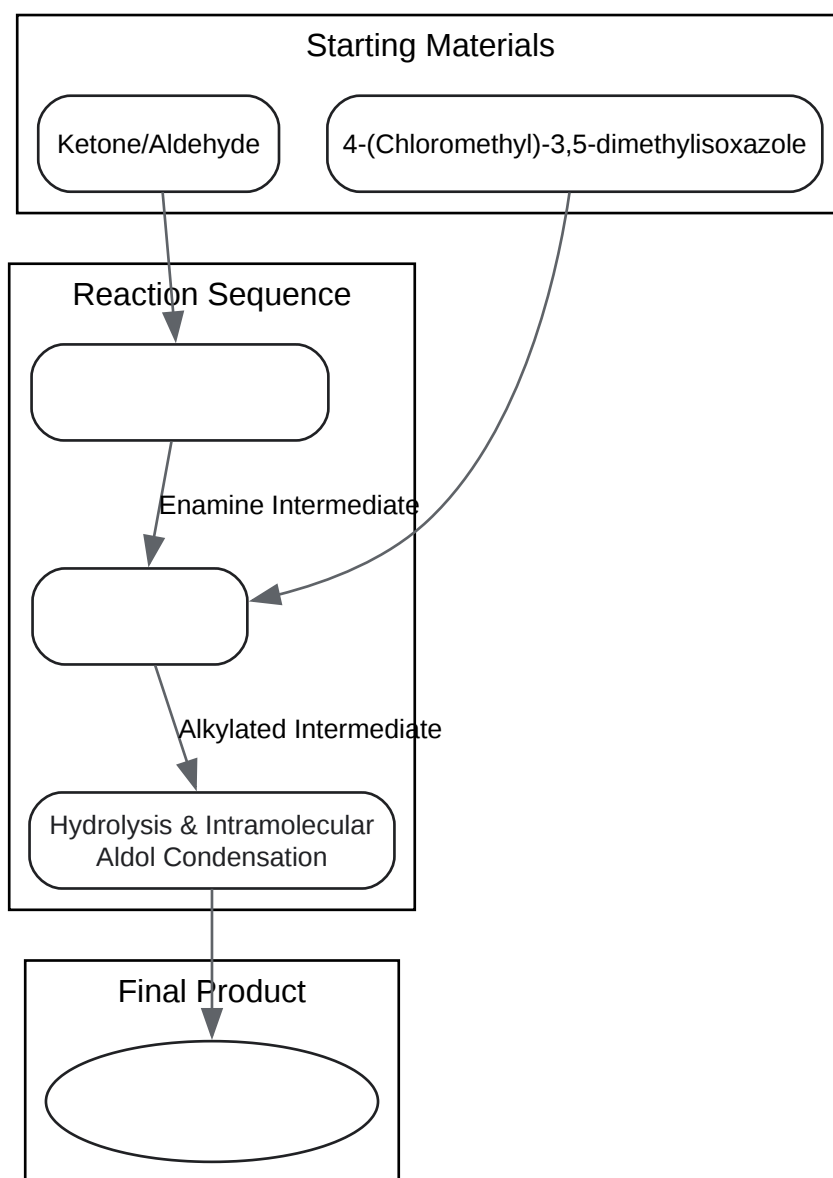 Starting Materials
Ketone/Aldehyde
4-(Chloromethyl)-3,5-dimethylisoxazole
Reaction Sequence
Enamine Intermediate
Alkylated Intermediate
Hydrolysis & Intramolecular
Aldol Condensation
Final Product